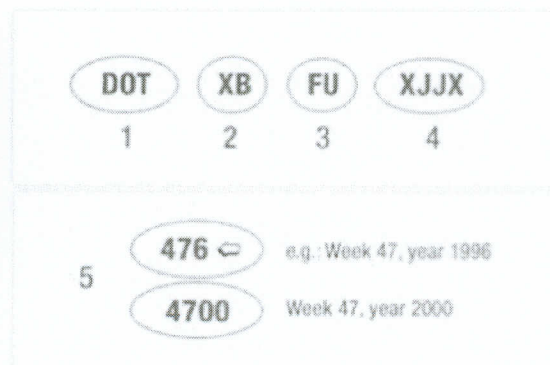 DOT XB FU XJJX
1 2 3 4
5
476 ⇦ e.g.: Week 47, year 1996
4700 Week 47, year 2000